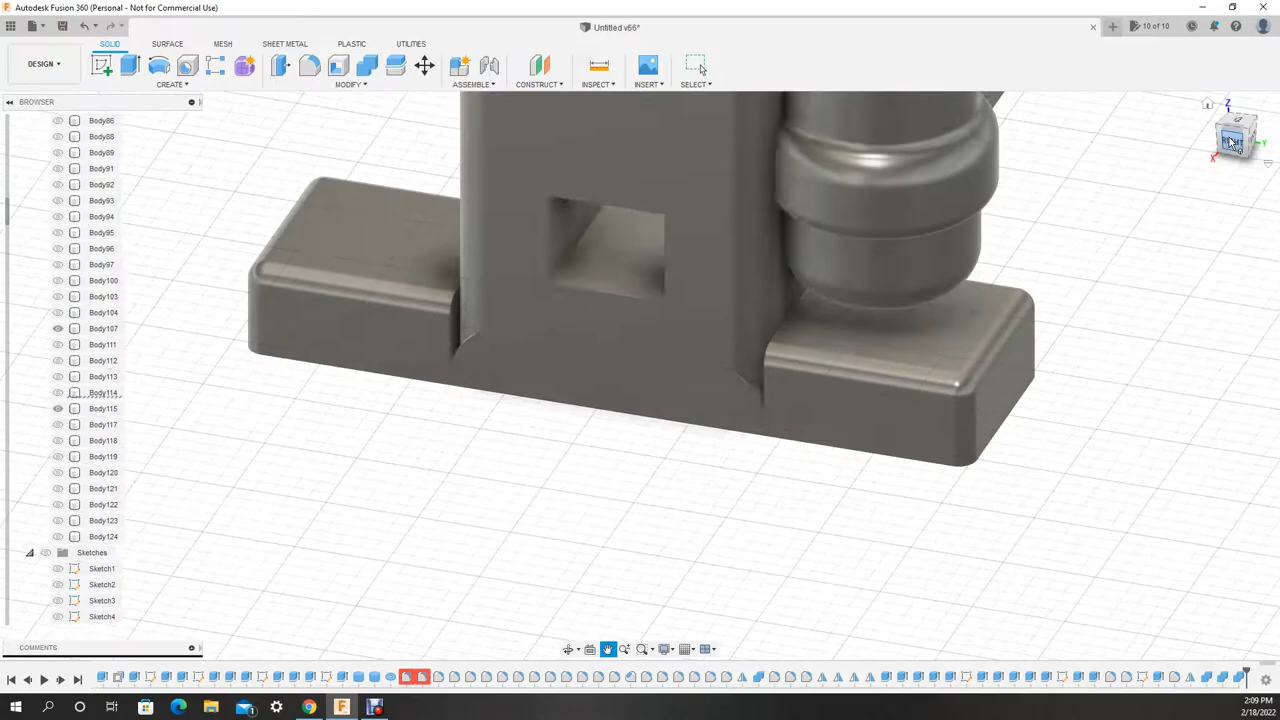 Autodesk Fusion 360 (Personal - Not for Commercial Use)
Untitled v66*
10 of 10
SOLID
SURFACE
MESH
SHEET METAL
PLASTIC
UTILITIES
DESIGN
CREATE
MODIFY
ASSEMBLE
CONSTRUCT
INSPECT
INSERT
SELECT
BROWSER
Body86
Body88
Body89
Body91
Body92
Body93
Body94
Body95
Body96
Body97
Body100
Body103
Body104
Body107
Body111
Body112
Body113
Body114
Body115
Body117
Body118
Body119
Body120
Body121
Body122
Body123
Body124
Sketches
Sketch1
Sketch2
Sketch3
Sketch4
Z
Y
X
COMMENTS
2:09 PM
2/18/2022